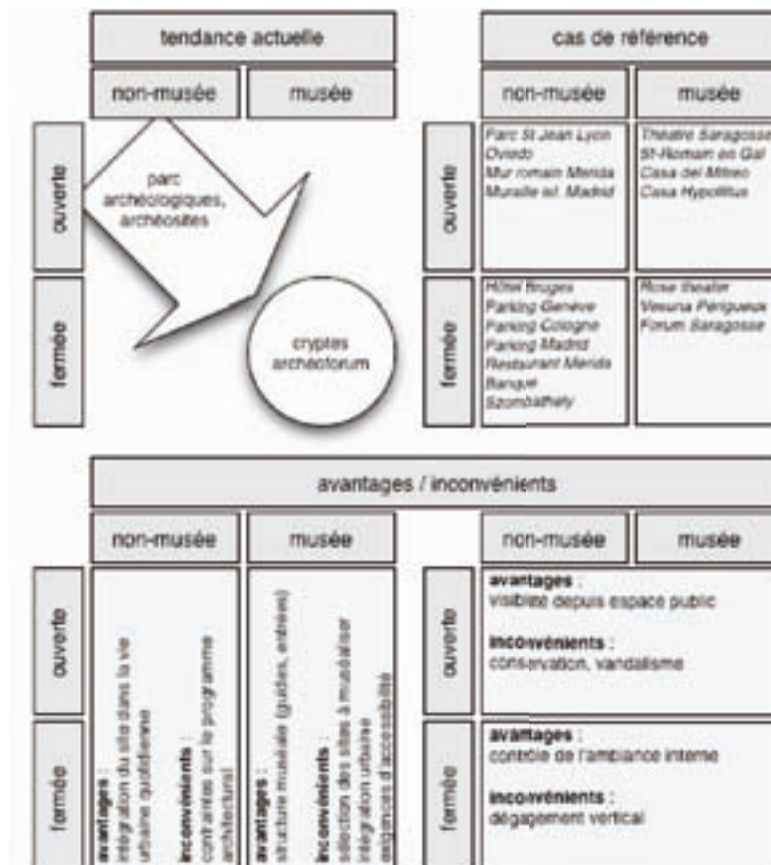 tendance actuelle
non-musée
musée
ouverte
fermée
parc
archéologiques,
archéosites
cryptes
archéoforum
cas de référence
non-musée
musée
ouverte
fermée
Parc St Jean Lyon
Oviedo
Mur romain Merida
Muraille isl. Madrid
Théatre Saragosse
St-Romain en Gal
Casa del Mitreo
Casa Hypolitus
Hôtel Bruges
Parking Genève
Parking Cologne
Parking Madrid
Restaurant Merida
Banque
Szombathely
Rose theater
Vesuna Périgueux
Forum Saragosse
avantages / inconvénients
non-musée
musée
ouverte
fermée
avantages :
intégration du site dans la vie
urbaine quotidienne
inconvénients :
contraintes sur le programme
architectural
avantages :
structure muséale (guides, entrées)
inconvénients :
sélection des sites à muséaliser
intégration urbaine
exigences d'accessibilité
non-musée
musée
ouverte
fermée
avantages :
visibilité depuis espace public
inconvénients :
conservation, vandalisme
avantages :
contrôle de l'ambiance interne
inconvénients :
dégagement vertical